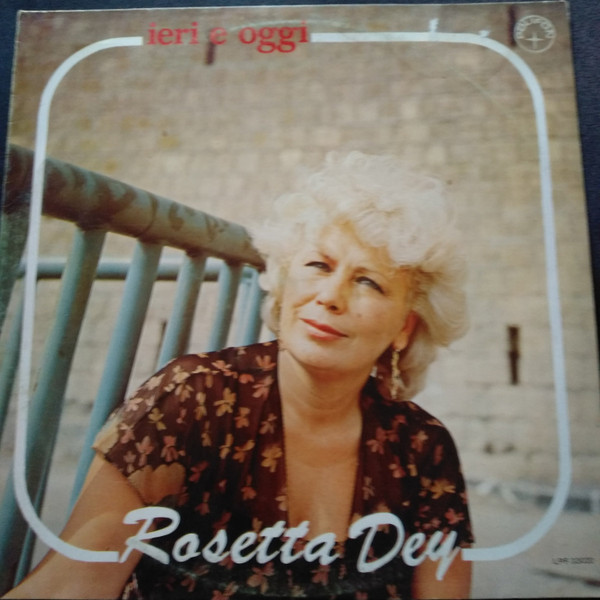 ieri e oggi
Rosetta Dey